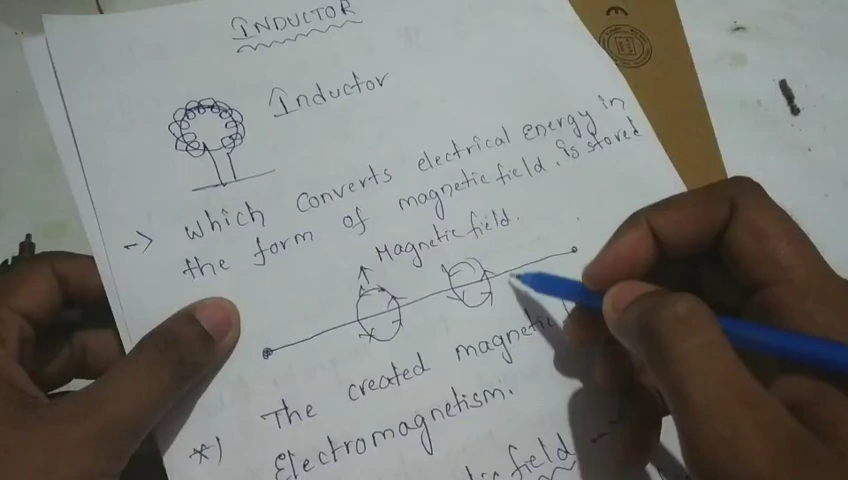 INDUCTOR
Inductor
-> which converts electrical energy in
the form of magnetic field. is stored
Magnetic field.
*) The created magnetic
Electromagnetism.
field